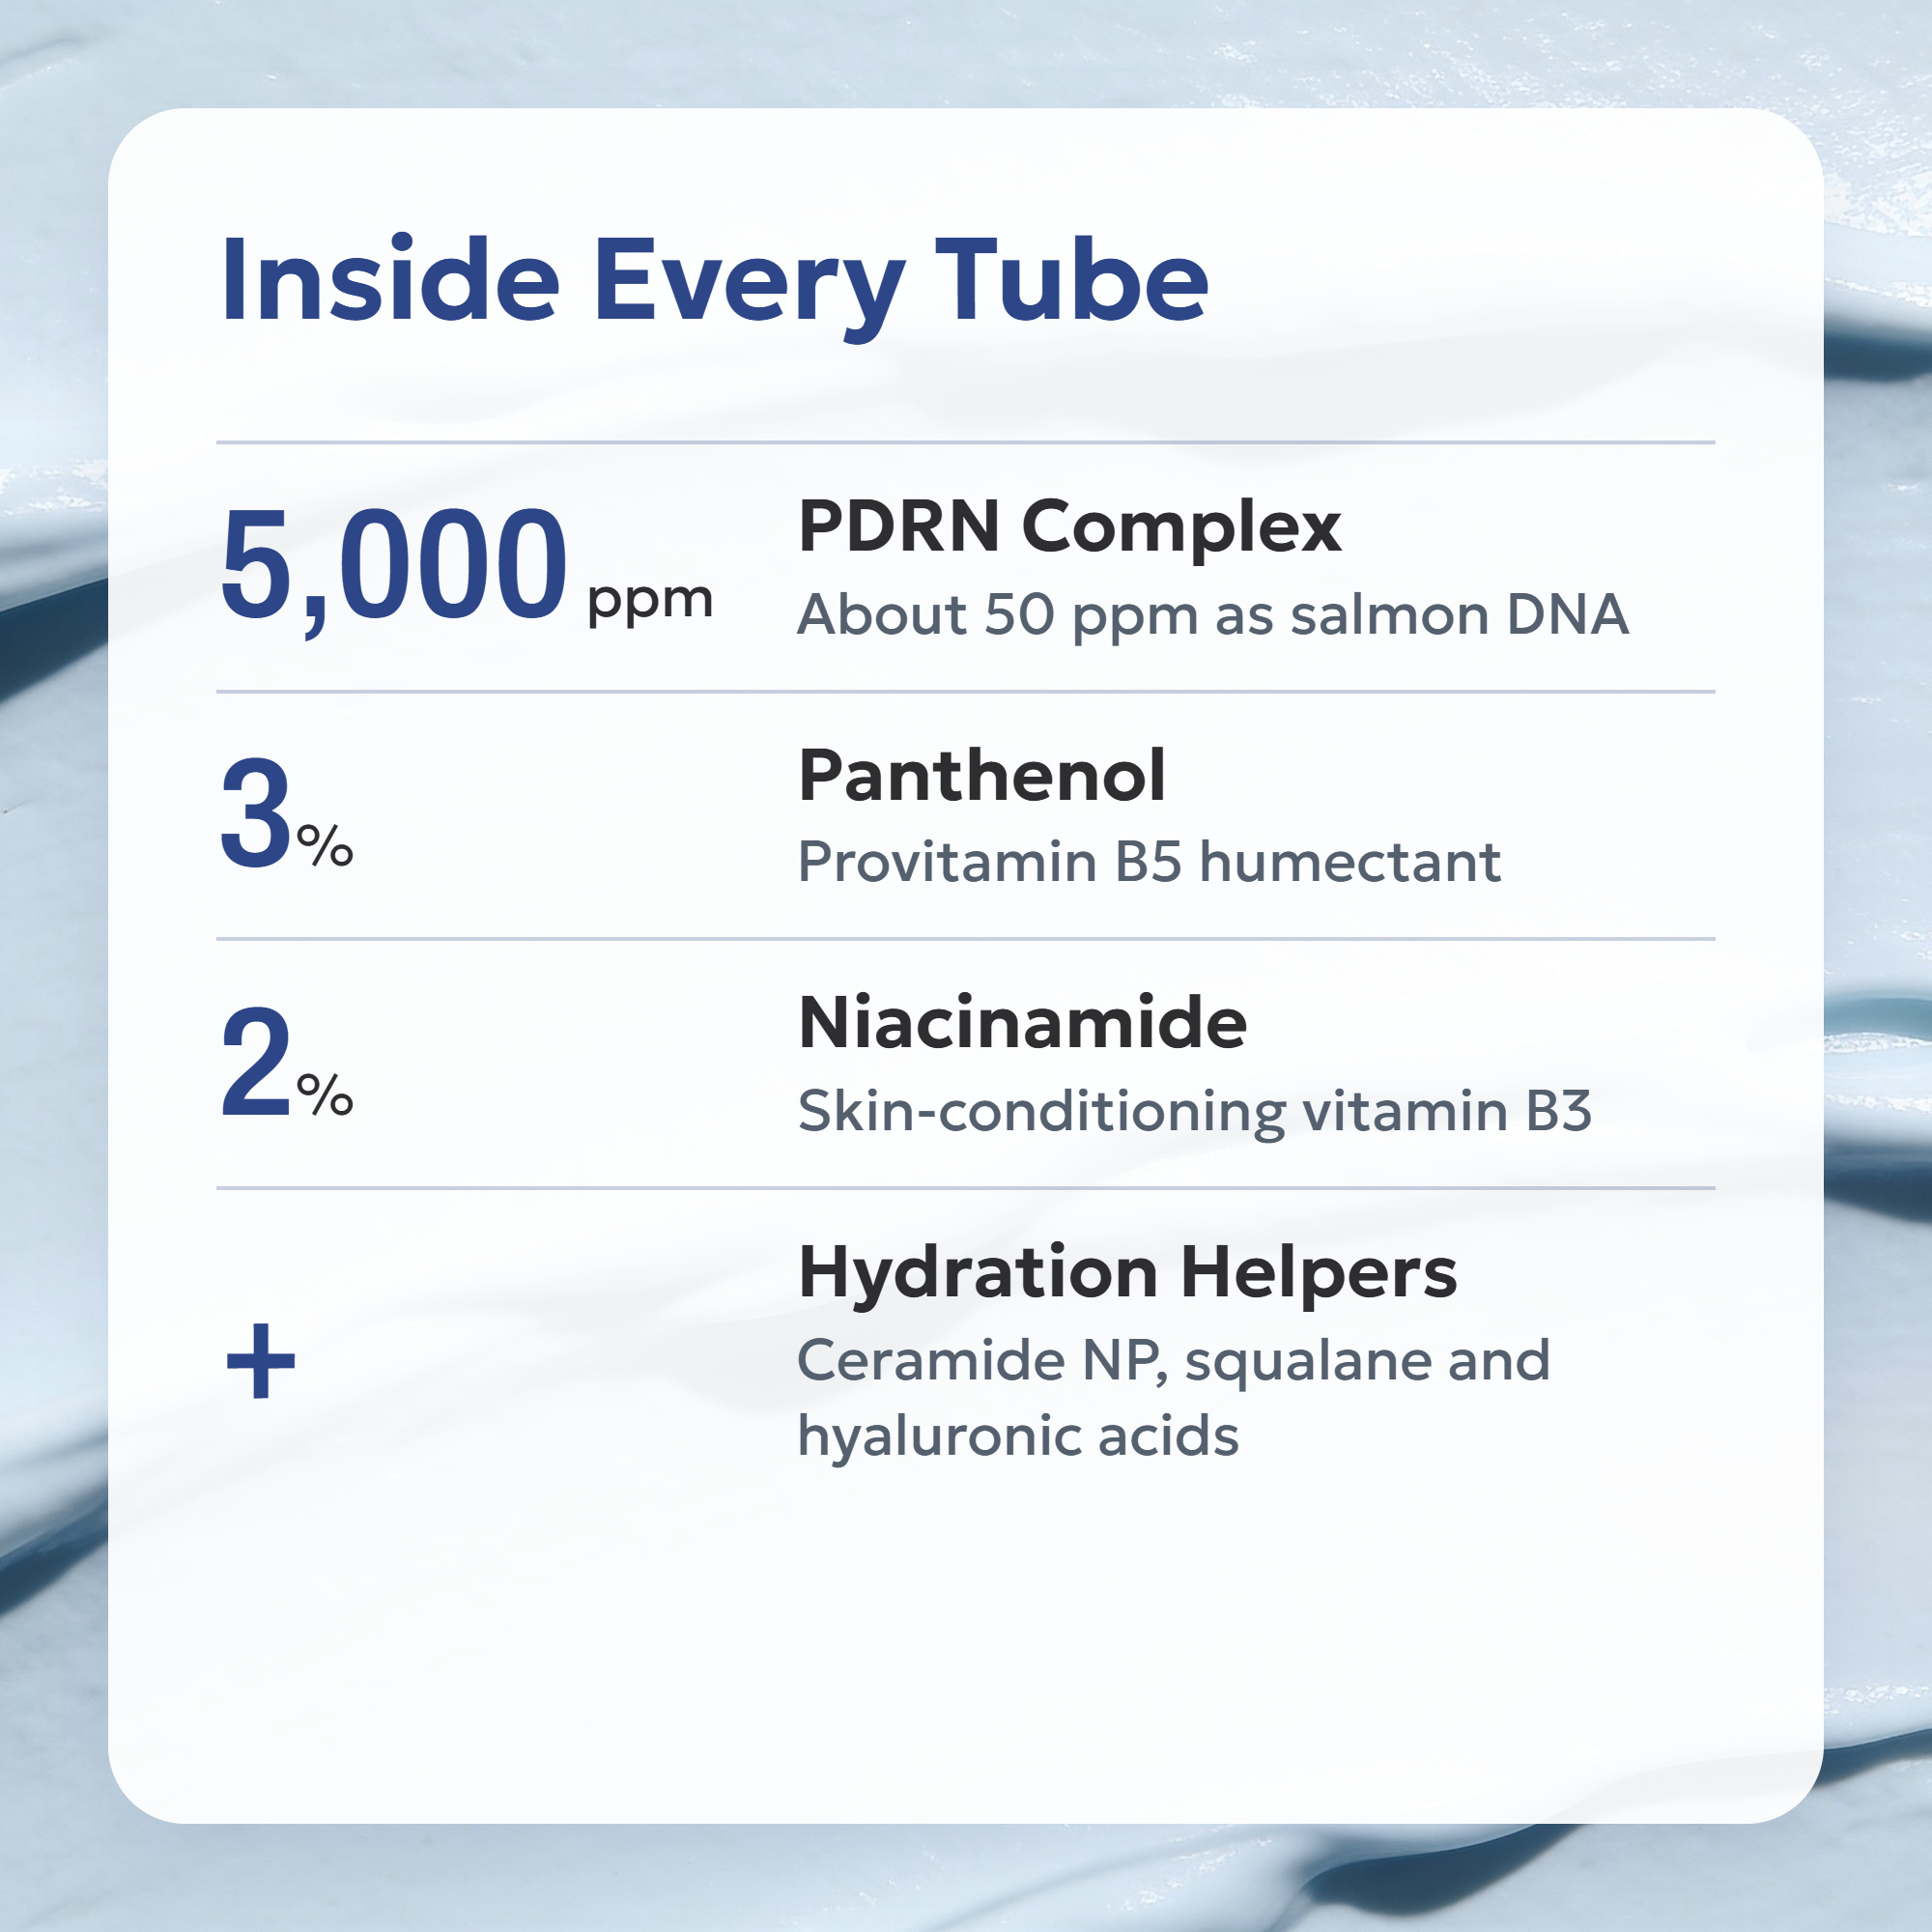 Inside Every Tube
5,000 ppm
PDRN Complex
About 50 ppm as salmon DNA
3%
Panthenol
Provitamin B5 humectant
2%
Niacinamide
Skin-conditioning vitamin B3
+
Hydration Helpers
Ceramide NP, squalane and
hyaluronic acids